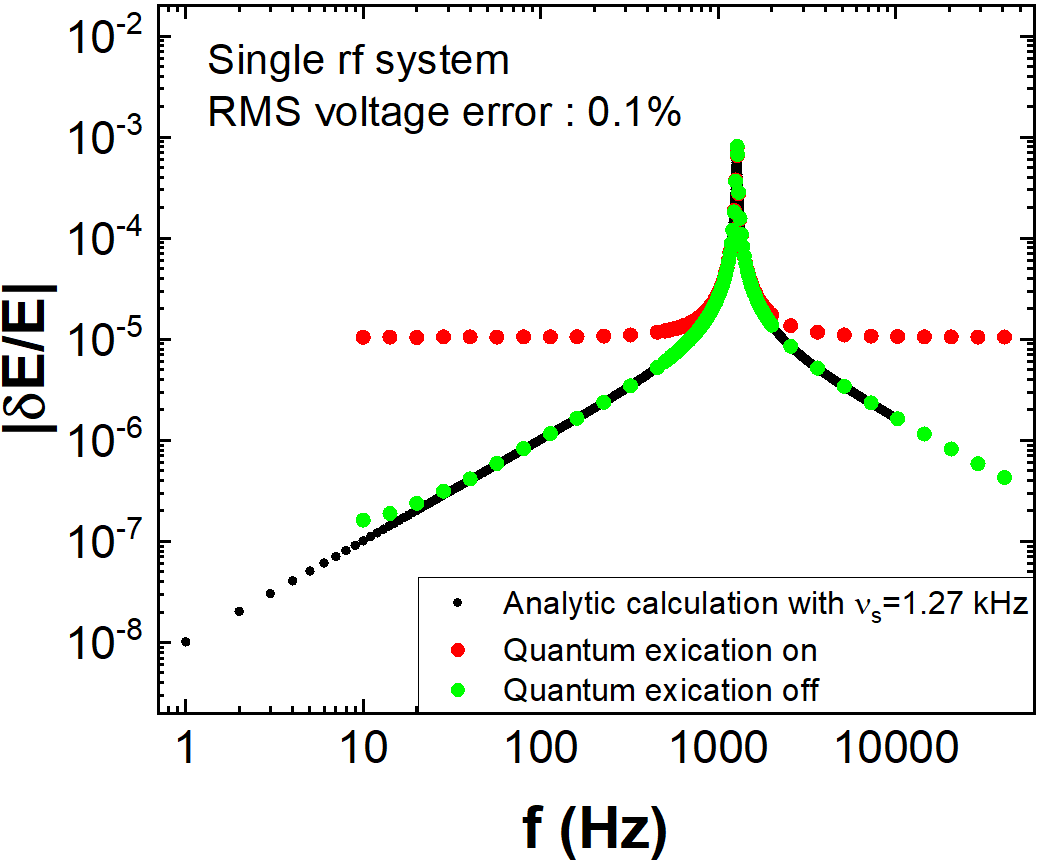 Single rf system
RMS voltage error : 0.1%
10⁻²
10⁻³
10⁻⁴
10⁻⁵
10⁻⁶
10⁻⁷
10⁻⁸
|δE/E|
Analytic calculation with νₛ=1.27 kHz
Quantum exication on
Quantum exication off
1 10 100 1000 10000
f (Hz)